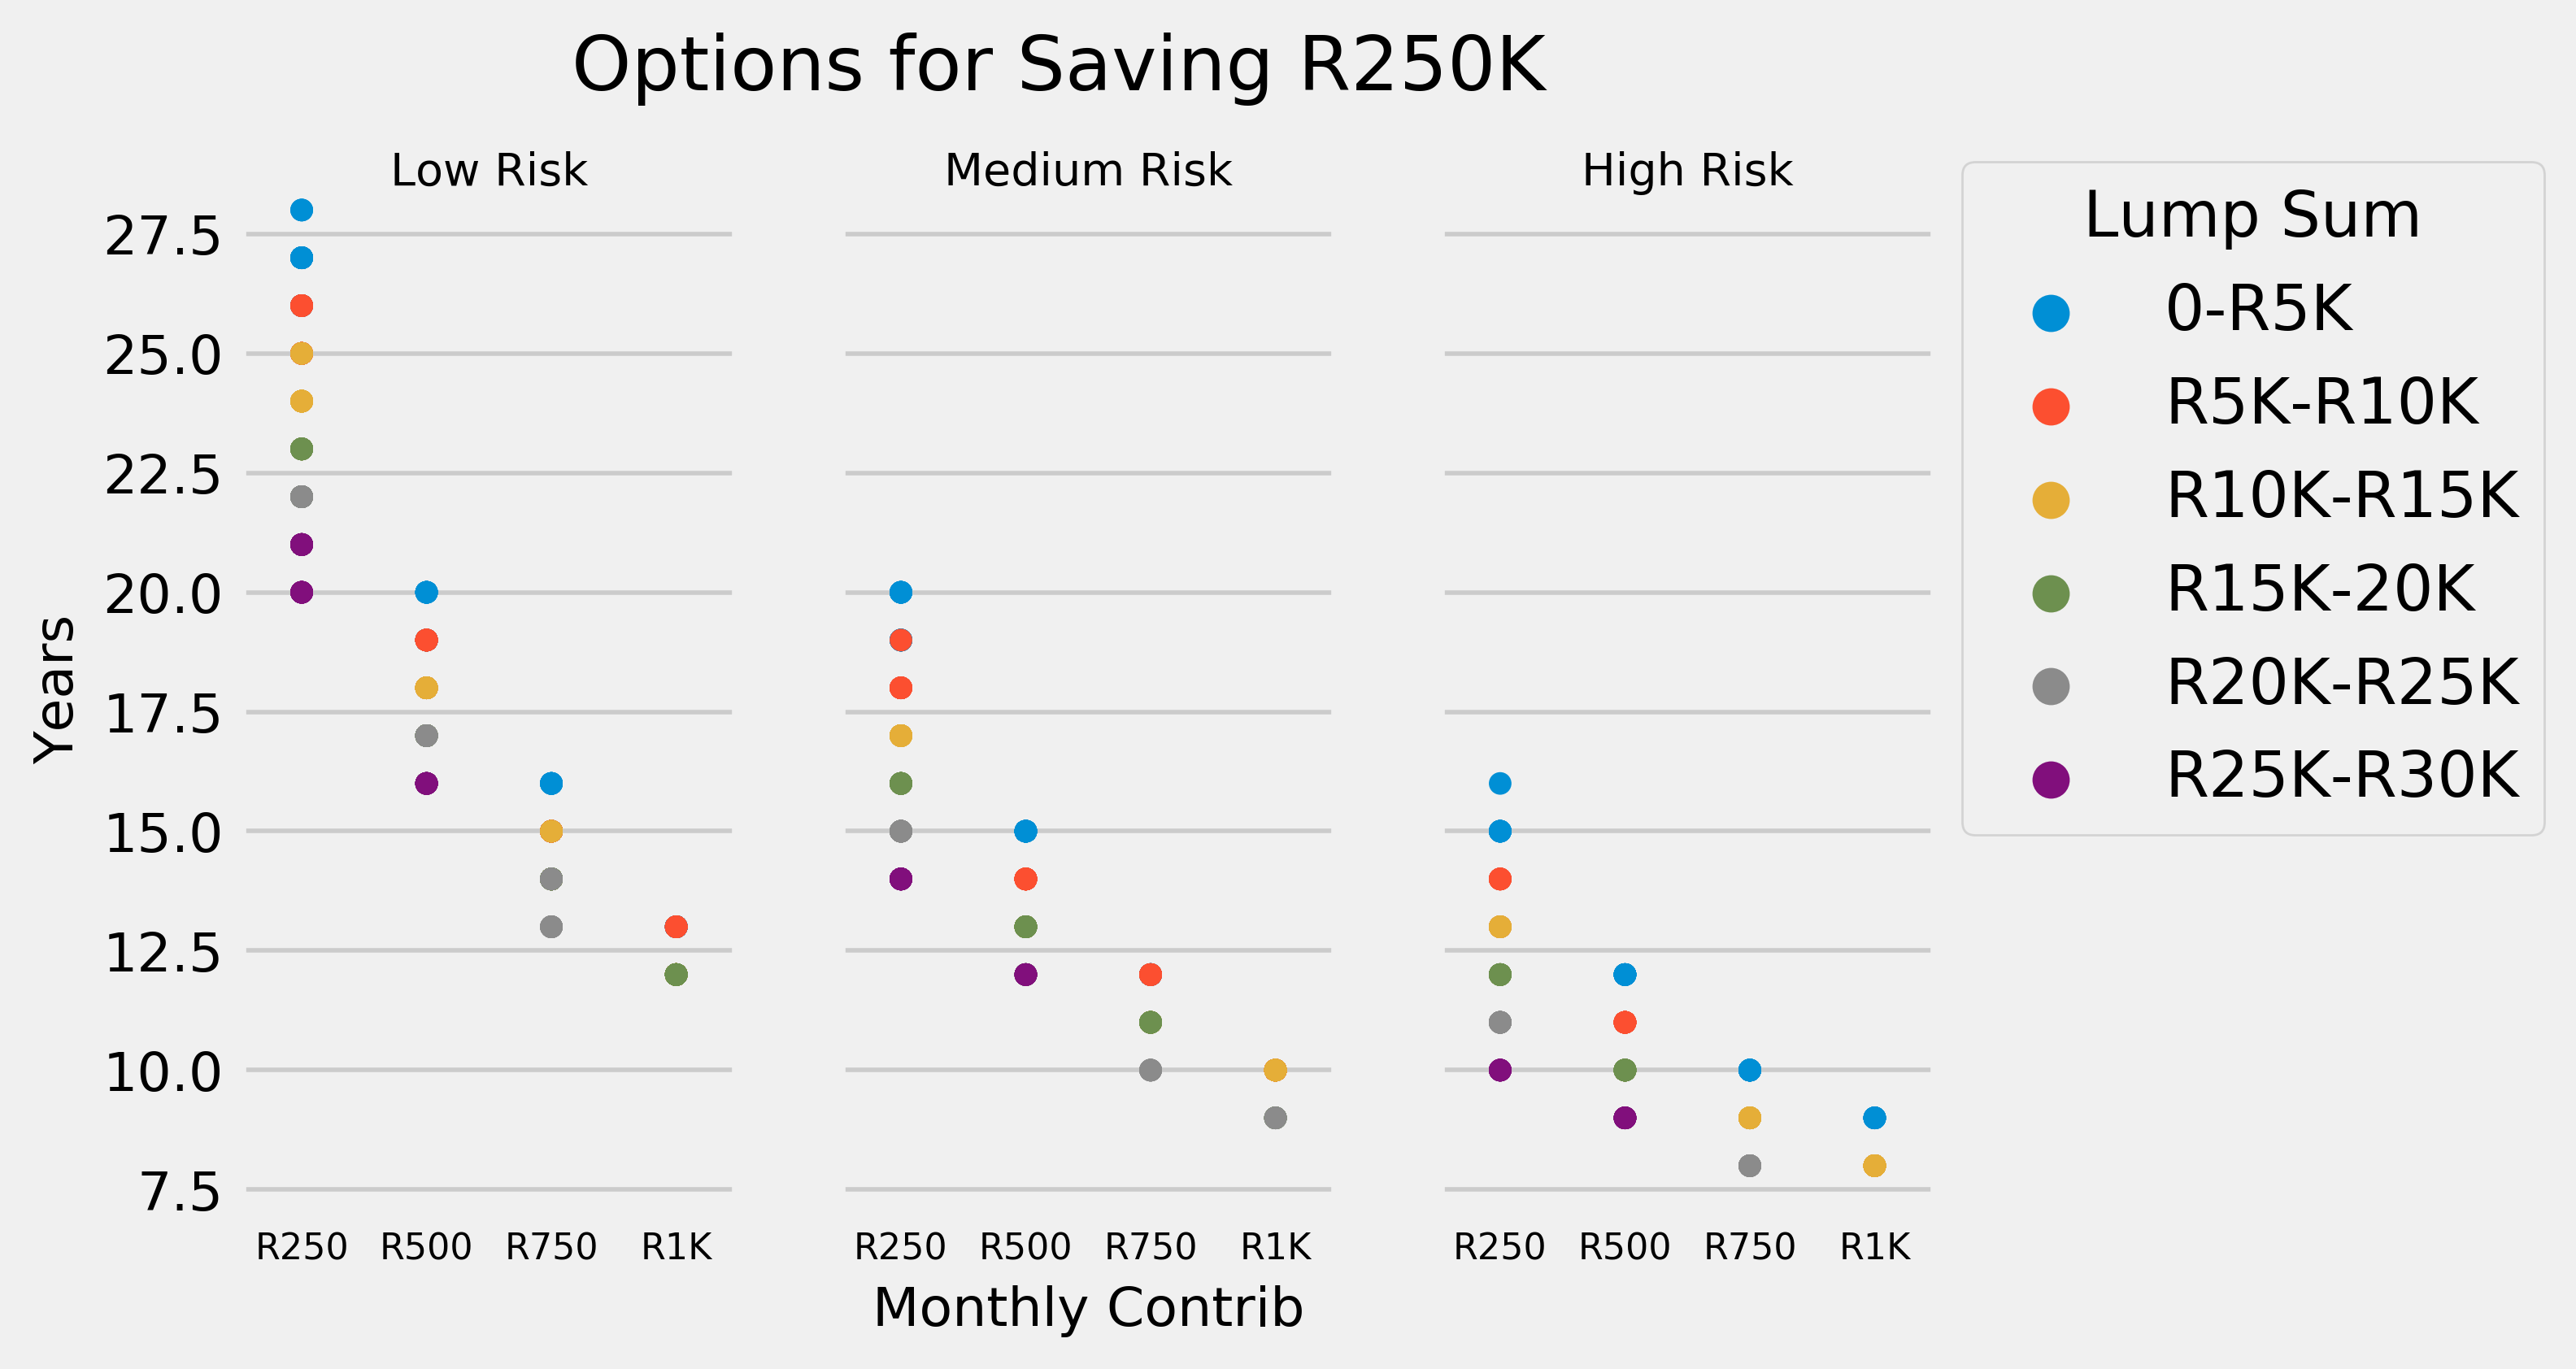 Options for Saving R250K
Low Risk
Medium Risk
High Risk
27.5
25.0
22.5
20.0
17.5
15.0
12.5
10.0
7.5
Years
R250 R500 R750 R1K
R250 R500 R750 R1K
R250 R500 R750 R1K
Monthly Contrib
Lump Sum
0-R5K
R5K-R10K
R10K-R15K
R15K-20K
R20K-R25K
R25K-R30K